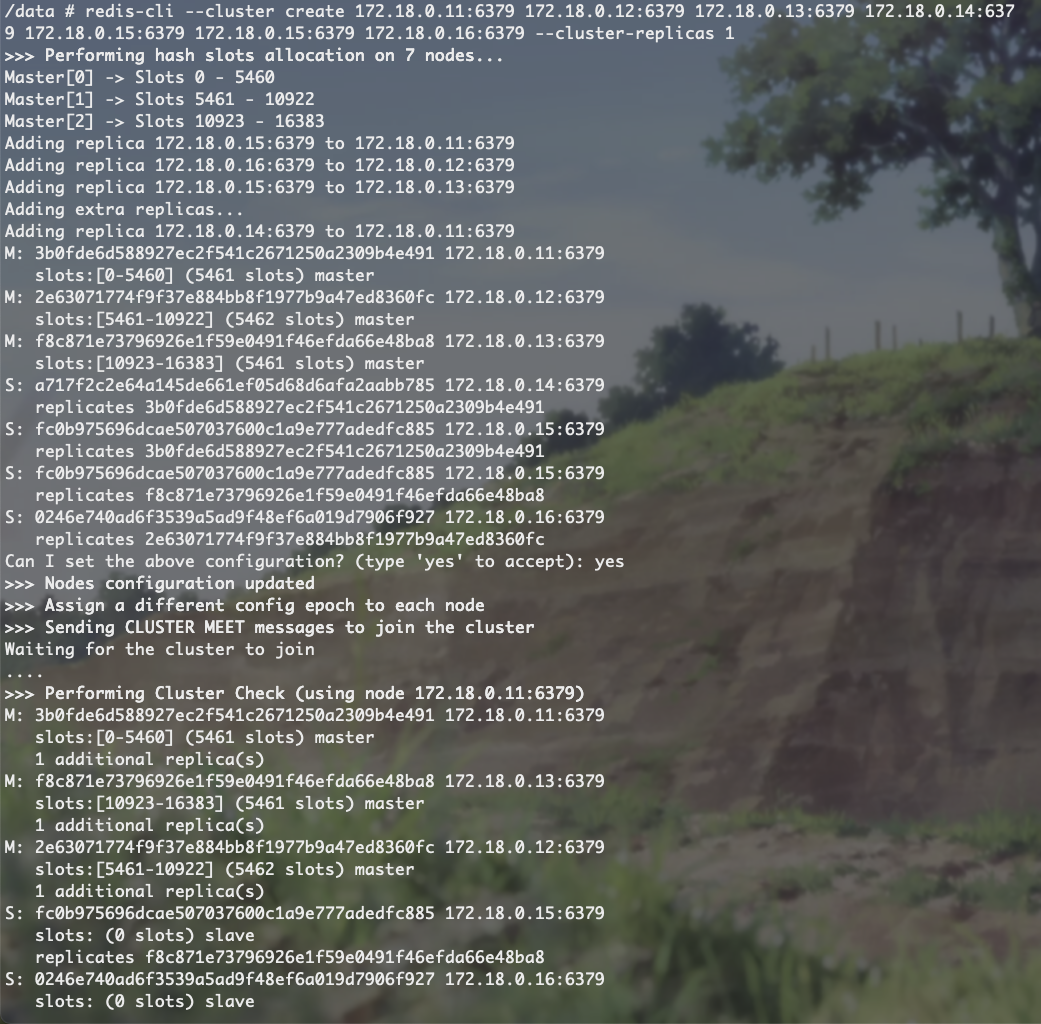 /data # redis-cli --cluster create 172.18.0.11:6379 172.18.0.12:6379 172.18.0.13:6379 172.18.0.14:637
9 172.18.0.15:6379 172.18.0.15:6379 172.18.0.16:6379 --cluster-replicas 1
>>> Performing hash slots allocation on 7 nodes...
Master[0] -> Slots 0 - 5460
Master[1] -> Slots 5461 - 10922
Master[2] -> Slots 10923 - 16383
Adding replica 172.18.0.15:6379 to 172.18.0.11:6379
Adding replica 172.18.0.16:6379 to 172.18.0.12:6379
Adding replica 172.18.0.15:6379 to 172.18.0.13:6379
Adding extra replicas...
Adding replica 172.18.0.14:6379 to 172.18.0.11:6379
M: 3b0fde6d588927ec2f541c2671250a2309b4e491 172.18.0.11:6379
   slots:[0-5460] (5461 slots) master
M: 2e63071774f9f37e884bb8f1977b9a47ed8360fc 172.18.0.12:6379
   slots:[5461-10922] (5462 slots) master
M: f8c871e73796926e1f59e0491f46efda66e48ba8 172.18.0.13:6379
   slots:[10923-16383] (5461 slots) master
S: a717f2c2e64a145de661ef05d68d6afa2aabb785 172.18.0.14:6379
   replicates 3b0fde6d588927ec2f541c2671250a2309b4e491
S: fc0b975696dcae507037600c1a9e777adedfc885 172.18.0.15:6379
   replicates 3b0fde6d588927ec2f541c2671250a2309b4e491
S: fc0b975696dcae507037600c1a9e777adedfc885 172.18.0.15:6379
   replicates f8c871e73796926e1f59e0491f46efda66e48ba8
S: 0246e740ad6f3539a5ad9f48ef6a019d7906f927 172.18.0.16:6379
   replicates 2e63071774f9f37e884bb8f1977b9a47ed8360fc
Can I set the above configuration? (type 'yes' to accept): yes
>>> Nodes configuration updated
>>> Assign a different config epoch to each node
>>> Sending CLUSTER MEET messages to join the cluster
Waiting for the cluster to join
....
>>> Performing Cluster Check (using node 172.18.0.11:6379)
M: 3b0fde6d588927ec2f541c2671250a2309b4e491 172.18.0.11:6379
   slots:[0-5460] (5461 slots) master
   1 additional replica(s)
M: f8c871e73796926e1f59e0491f46efda66e48ba8 172.18.0.13:6379
   slots:[10923-16383] (5461 slots) master
   1 additional replica(s)
M: 2e63071774f9f37e884bb8f1977b9a47ed8360fc 172.18.0.12:6379
   slots:[5461-10922] (5462 slots) master
   1 additional replica(s)
S: fc0b975696dcae507037600c1a9e777adedfc885 172.18.0.15:6379
   slots: (0 slots) slave
   replicates f8c871e73796926e1f59e0491f46efda66e48ba8
S: 0246e740ad6f3539a5ad9f48ef6a019d7906f927 172.18.0.16:6379
   slots: (0 slots) slave